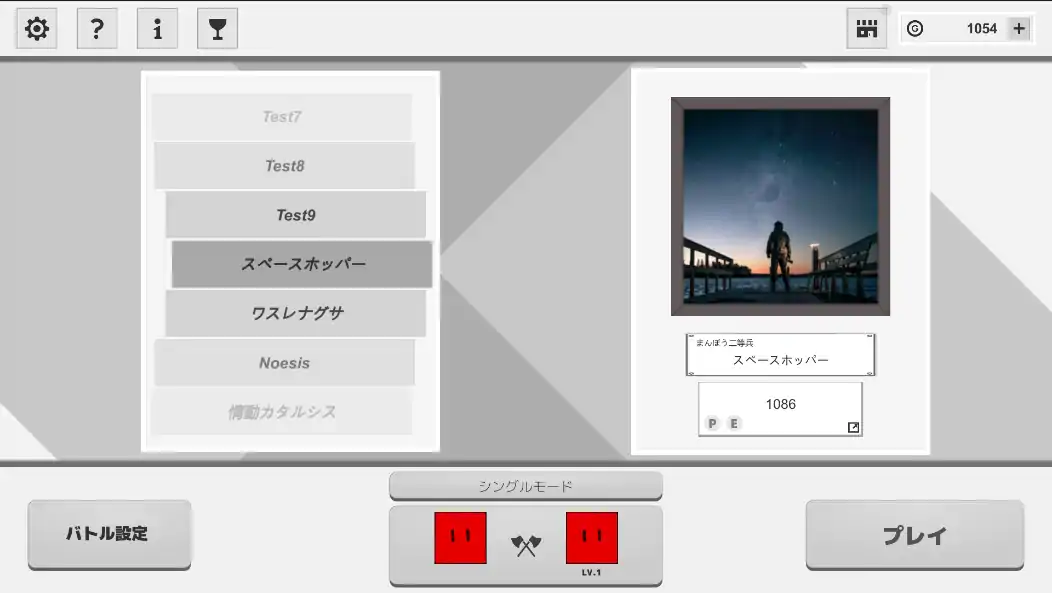 ?
i
G
1054
+
Test7
Test8
Test9
スペースホッパー
ワスレナグサ
Noesis
情動カタルシス
まんぼう二等兵
スペースホッパー
1086
P E
シングルモード
バトル設定
LV.1
プレイ